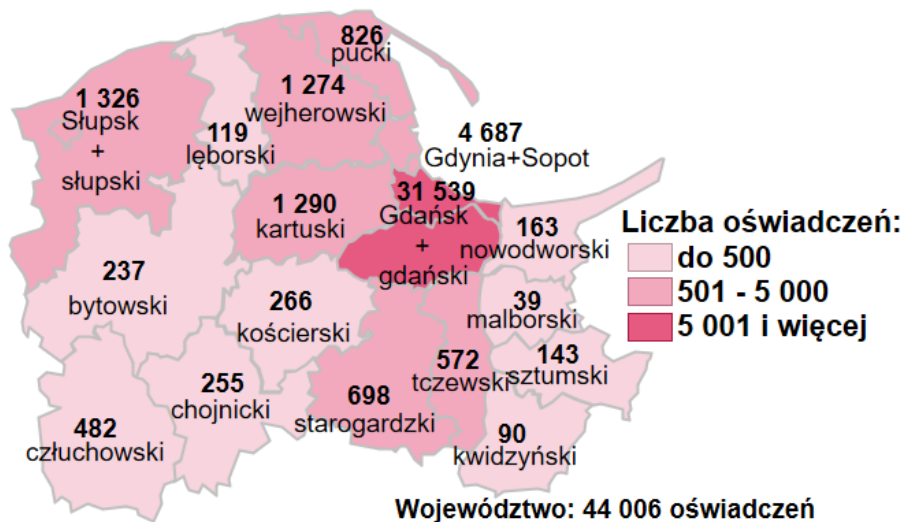 826
pucki
1 274
wejherowski
1 326
Słupsk
+
słupski
119
lęborski
4 687
Gdynia+Sopot
31 539
Gdańsk
+
gdański
1 290
kartuski
163
nowodworski
237
bytowski
266
kościerski
39
malborski
572
tczewski
143
sztumski
255
chojnicki
698
starogardzki
482
człuchowski
90
kwidzyński
Liczba oświadczeń:
do 500
501 - 5 000
5 001 i więcej
Województwo: 44 006 oświadczeń